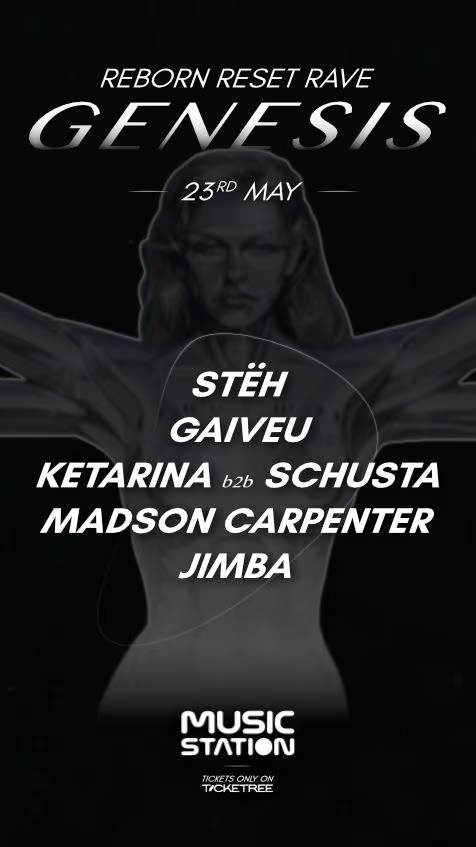 REBORN RESET RAVE
GENESIS
23RD MAY
STËH
GAIVEU
KETARINA b2b SCHUSTA
MADSON CARPENTER
JIMBA
MUSIC
STATION
TICKETS ONLY ON
TICKETREE